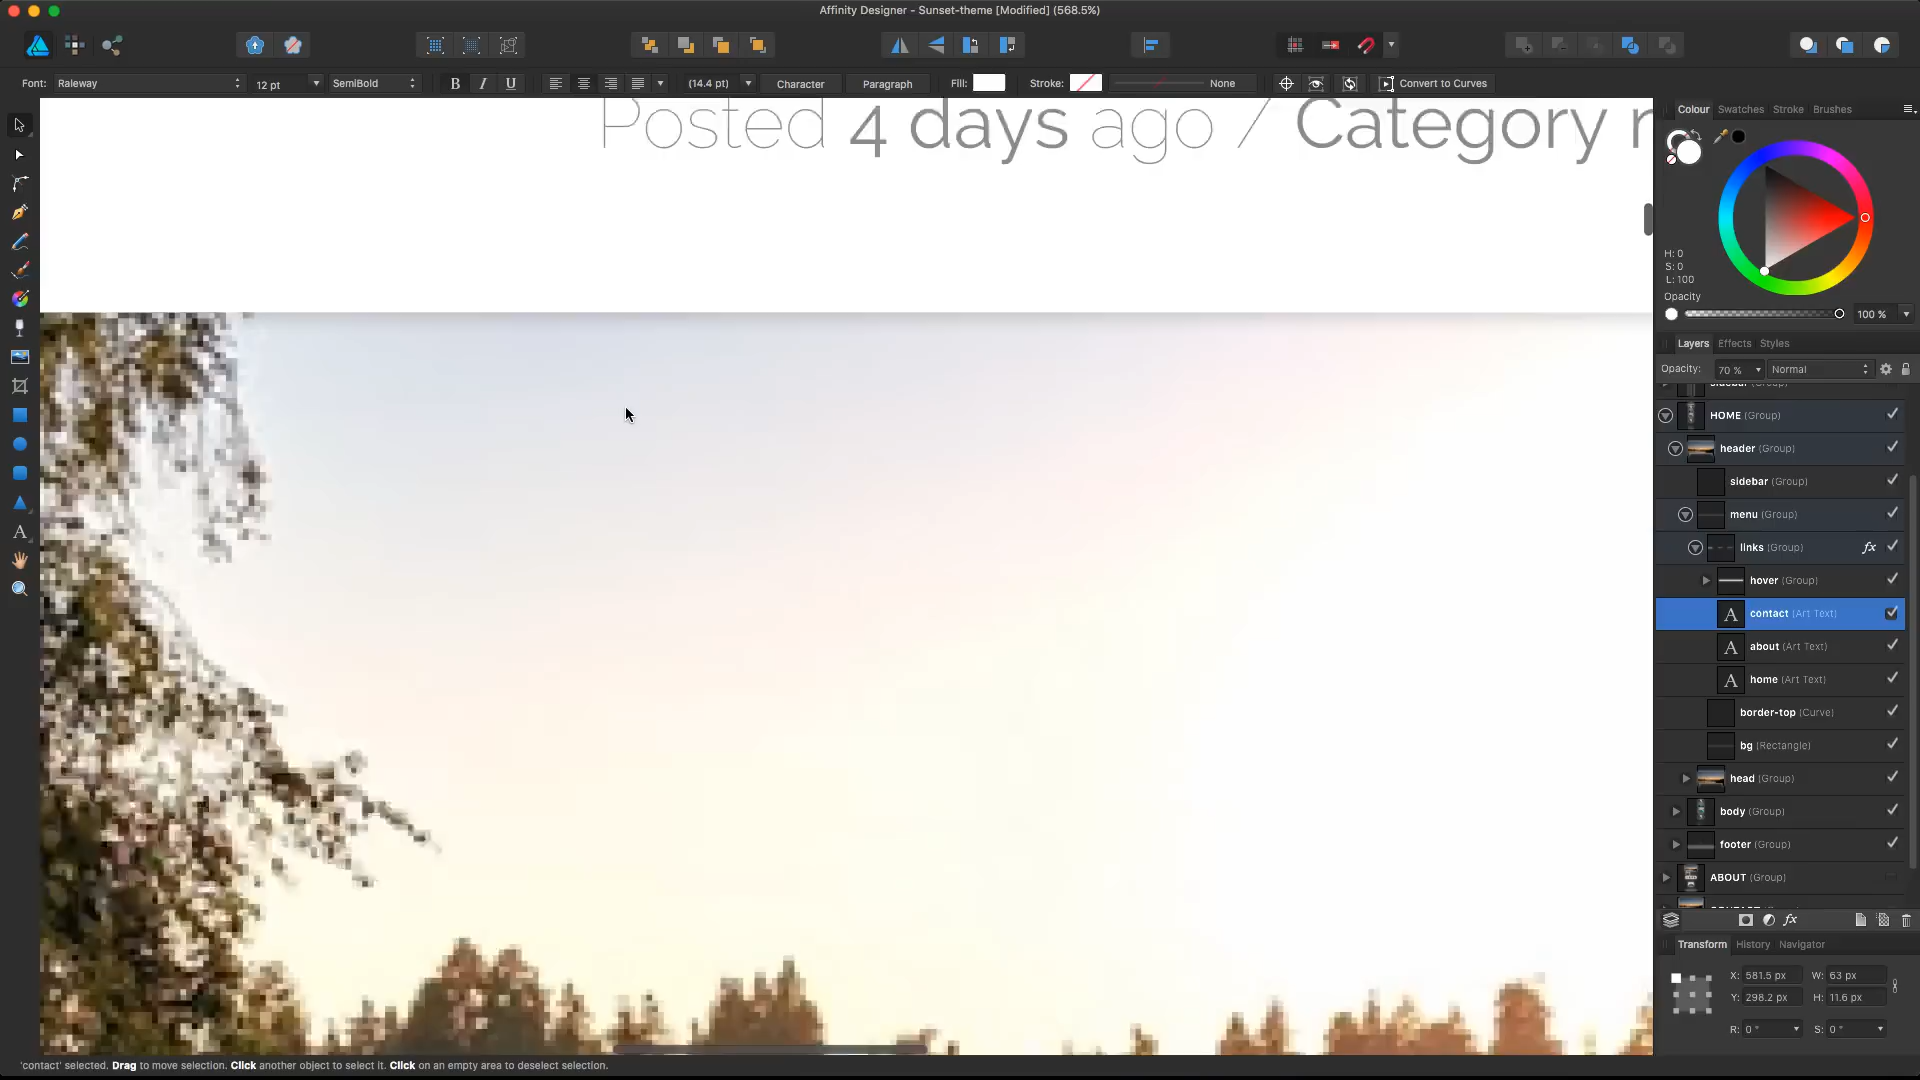 Affinity Designer - Sunset-theme [Modified] (568.5%)
Font: Raleway 12 pt SemiBold B I U (14.4 pt) Character Paragraph Fill: Stroke: None Convert to Curves
Posted 4 days ago / Category
Colour Swatches Stroke Brushes
H: 0
S: 0
L: 100
Opacity
100 %
Layers Effects Styles
Opacity: 70 % Normal
HOME (Group)
header (Group)
sidebar (Group)
menu (Group)
links (Group) fx
hover (Group)
A contact (Art Text)
A about (Art Text)
A home (Art Text)
border-top (Curve)
bg (Rectangle)
head (Group)
body (Group)
footer (Group)
ABOUT (Group)
fx
Transform History Navigator
X: 581.5 px W: 63 px
Y: 298.2 px H: 11.6 px
R: 0 ° S: 0 °
'contact' selected. Drag to move selection. Click another object to select it. Click on an empty area to deselect selection.